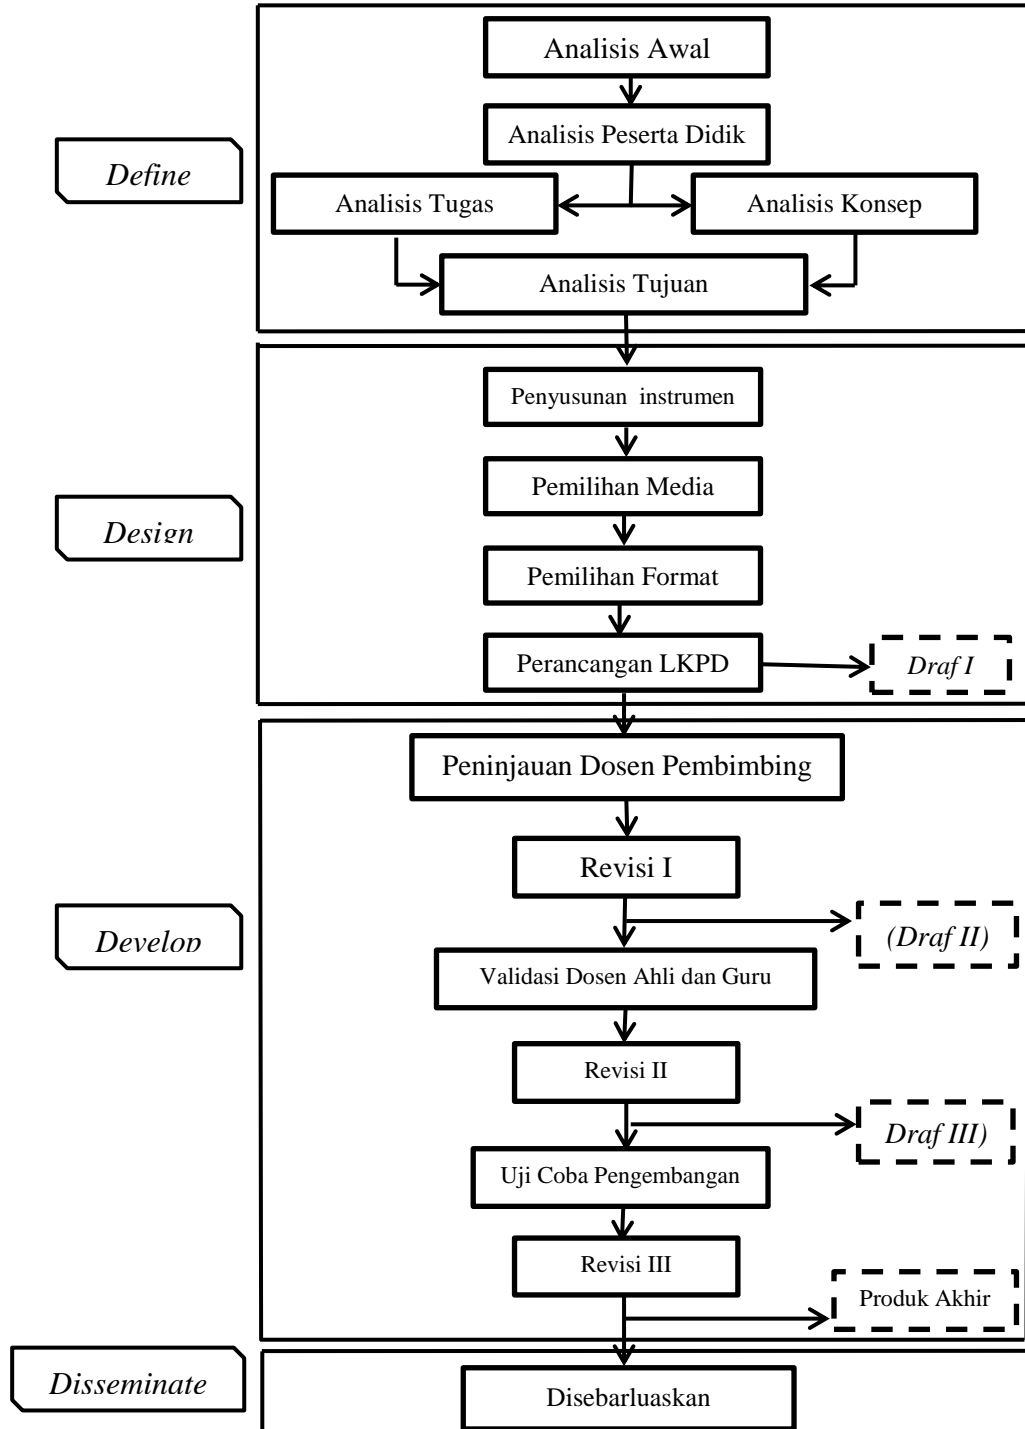 Analisis Awal
Analisis Peserta Didik
Define
Analisis Tugas
Analisis Konsep
Analisis Tujuan
Penyusunan instrumen
Pemilihan Media
Design
Pemilihan Format
Perancangan LKPD
Draf I
Peninjauan Dosen Pembimbing
Revisi I
Develop
(Draf II)
Validasi Dosen Ahli dan Guru
Revisi II
Draf III)
Uji Coba Pengembangan
Revisi III
Produk Akhir
Disseminate
Disebarluaskan